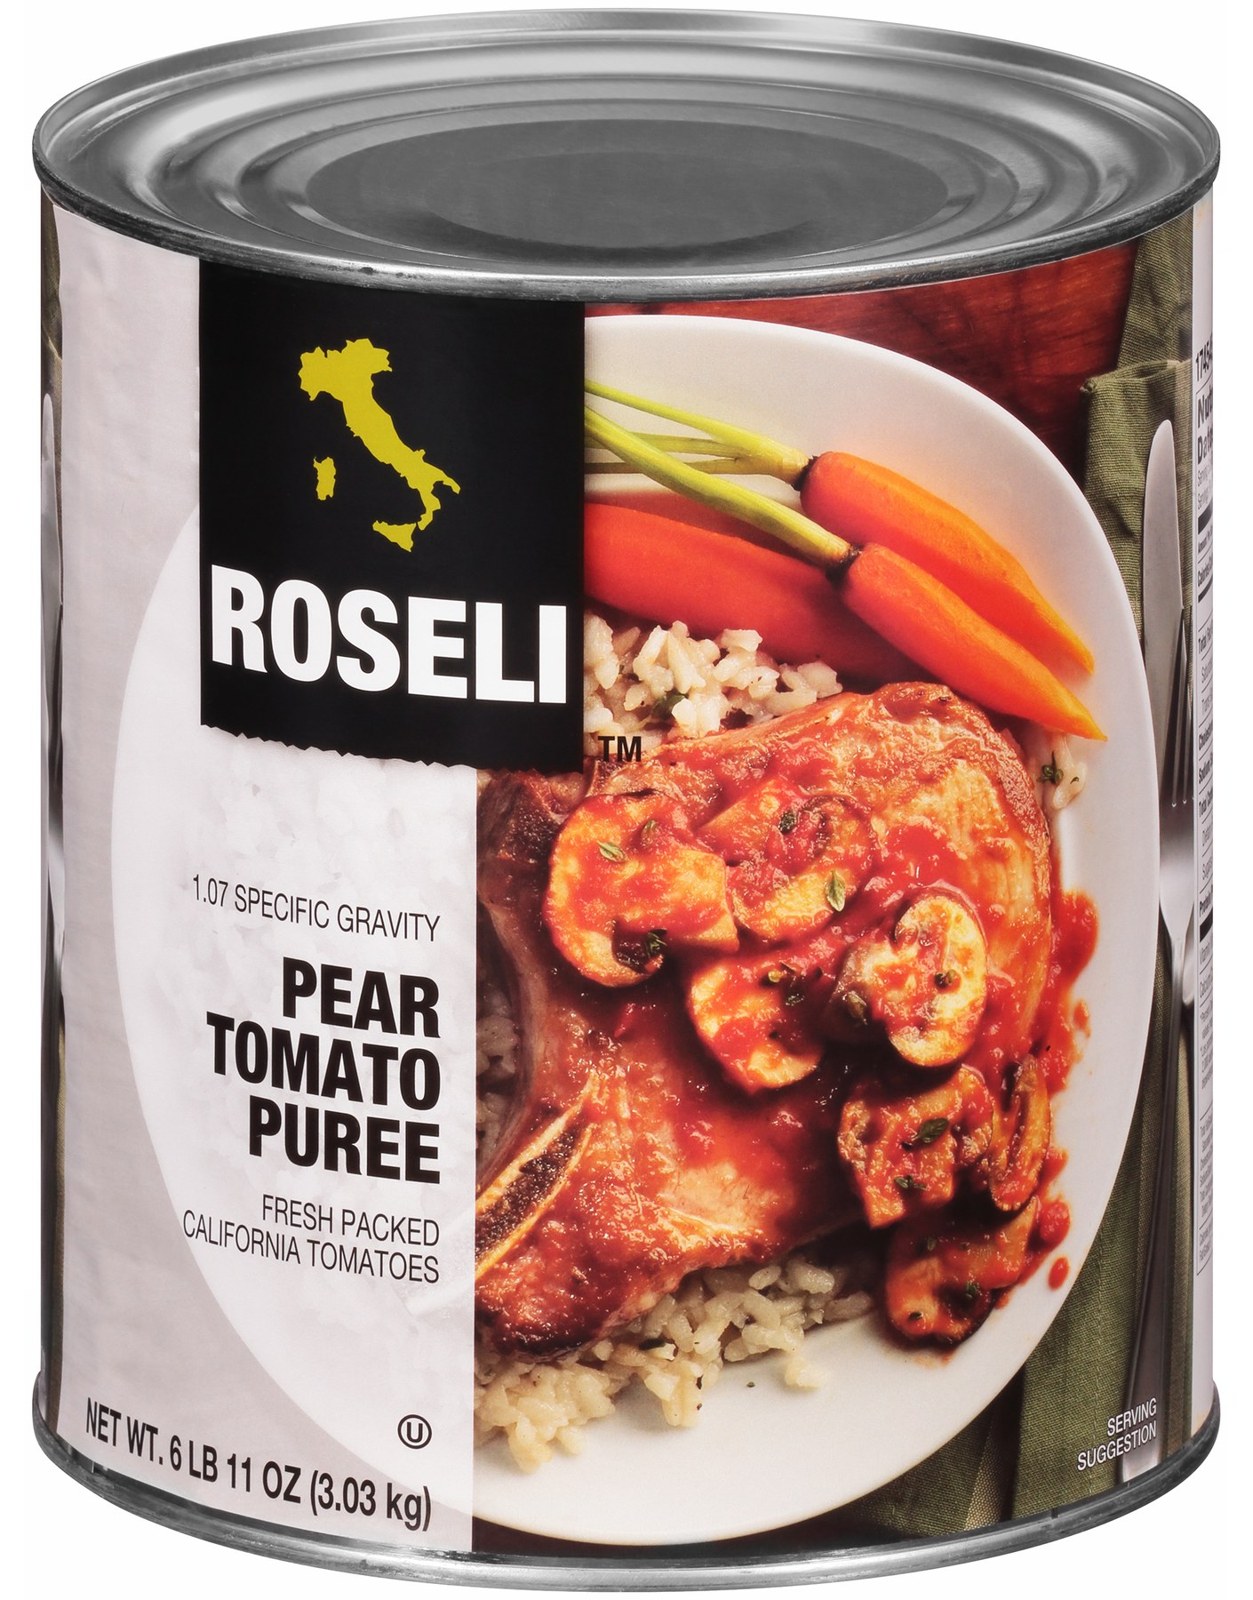 ROSELI
TM
1.07 SPECIFIC GRAVITY
PEAR
TOMATO
PUREE
FRESH PACKED
CALIFORNIA TOMATOES
U
NET WT. 6 LB 11 OZ (3.03 kg)
SERVING
SUGGESTION